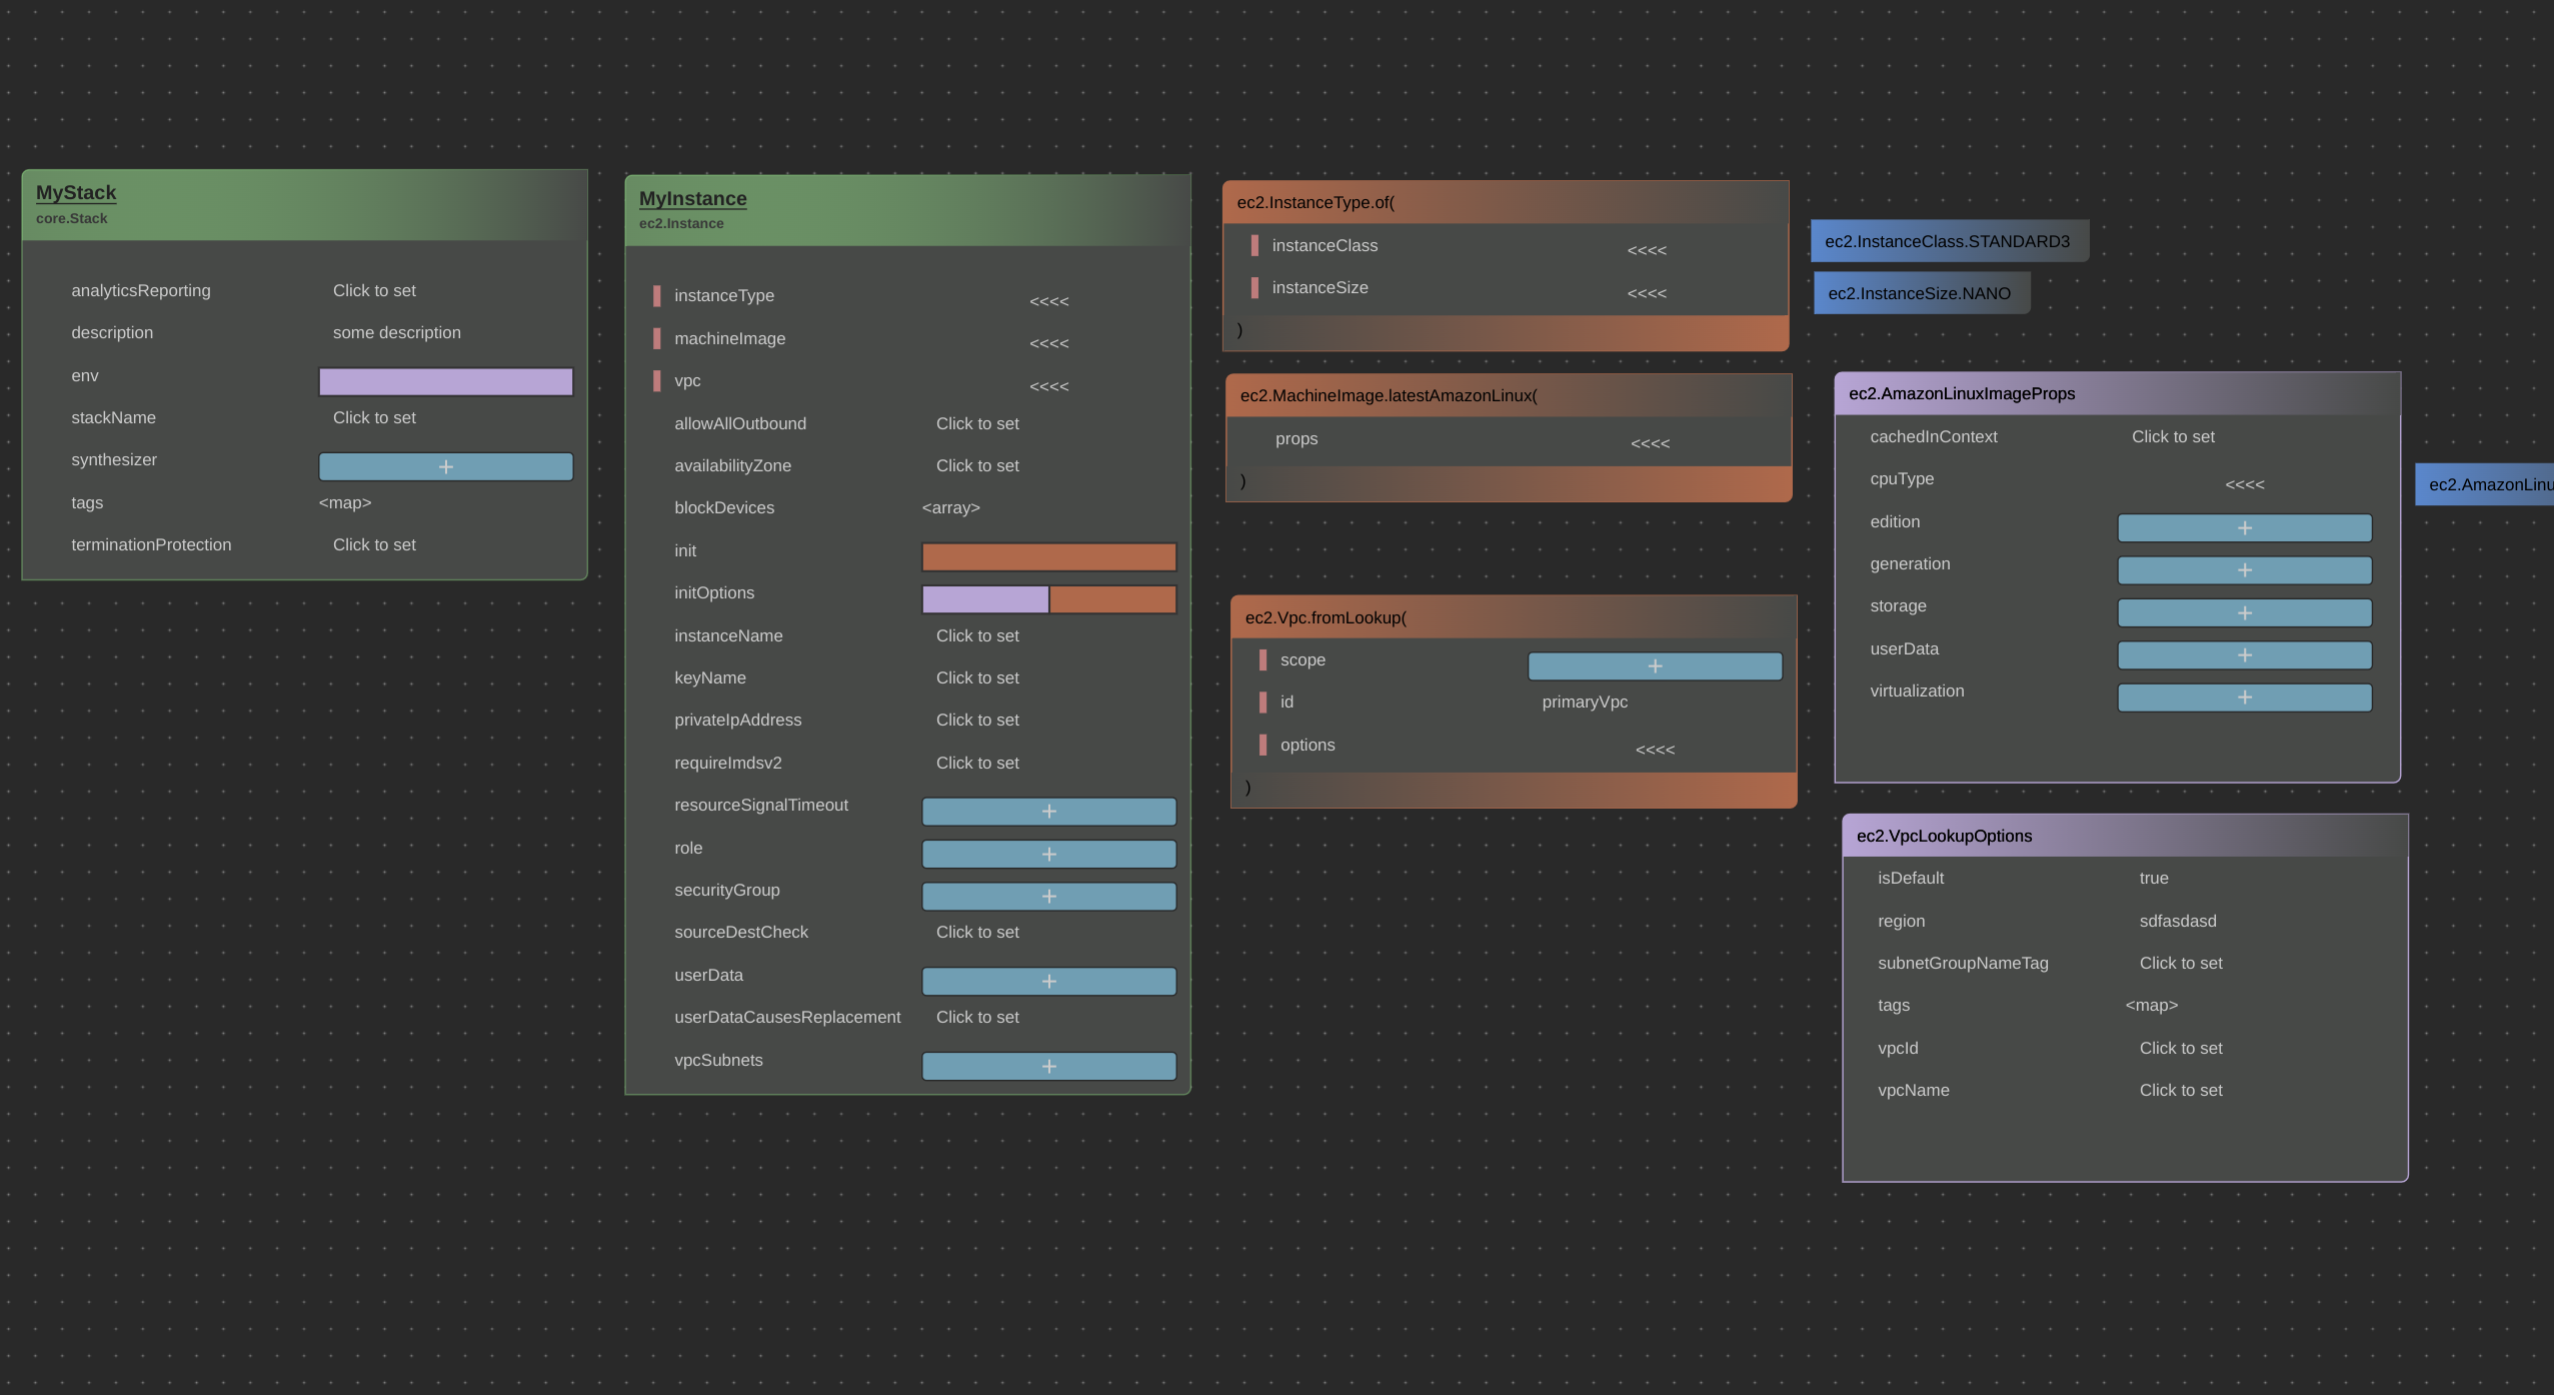 MyStack
core.Stack
analyticsReporting Click to set
description some description
env
stackName Click to set
synthesizer +
tags <map>
terminationProtection Click to set
MyInstance
ec2.Instance
instanceType <<<<
machineImage <<<<
vpc <<<<
allowAllOutbound Click to set
availabilityZone Click to set
blockDevices <array>
init
initOptions
instanceName Click to set
keyName Click to set
privateIpAddress Click to set
requireImdsv2 Click to set
resourceSignalTimeout +
role +
securityGroup +
sourceDestCheck Click to set
userData +
userDataCausesReplacement Click to set
vpcSubnets +
ec2.InstanceType.of(
instanceClass <<<<
instanceSize <<<<
)
ec2.InstanceClass.STANDARD3
ec2.InstanceSize.NANO
ec2.MachineImage.latestAmazonLinux(
props <<<<
)
ec2.AmazonLinuxImageProps
cachedInContext Click to set
cpuType <<<<
edition +
generation +
storage +
userData +
virtualization +
ec2.AmazonLinu
ec2.Vpc.fromLookup(
scope +
id primaryVpc
options <<<<
)
ec2.VpcLookupOptions
isDefault true
region sdfasdasd
subnetGroupNameTag Click to set
tags <map>
vpcId Click to set
vpcName Click to set